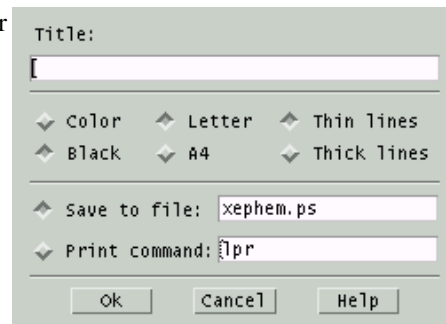 r
Title:
Color Letter Thin lines
Black A4 Thick lines
Save to file: xephem.ps
Print command: lpr
Ok Cancel Help